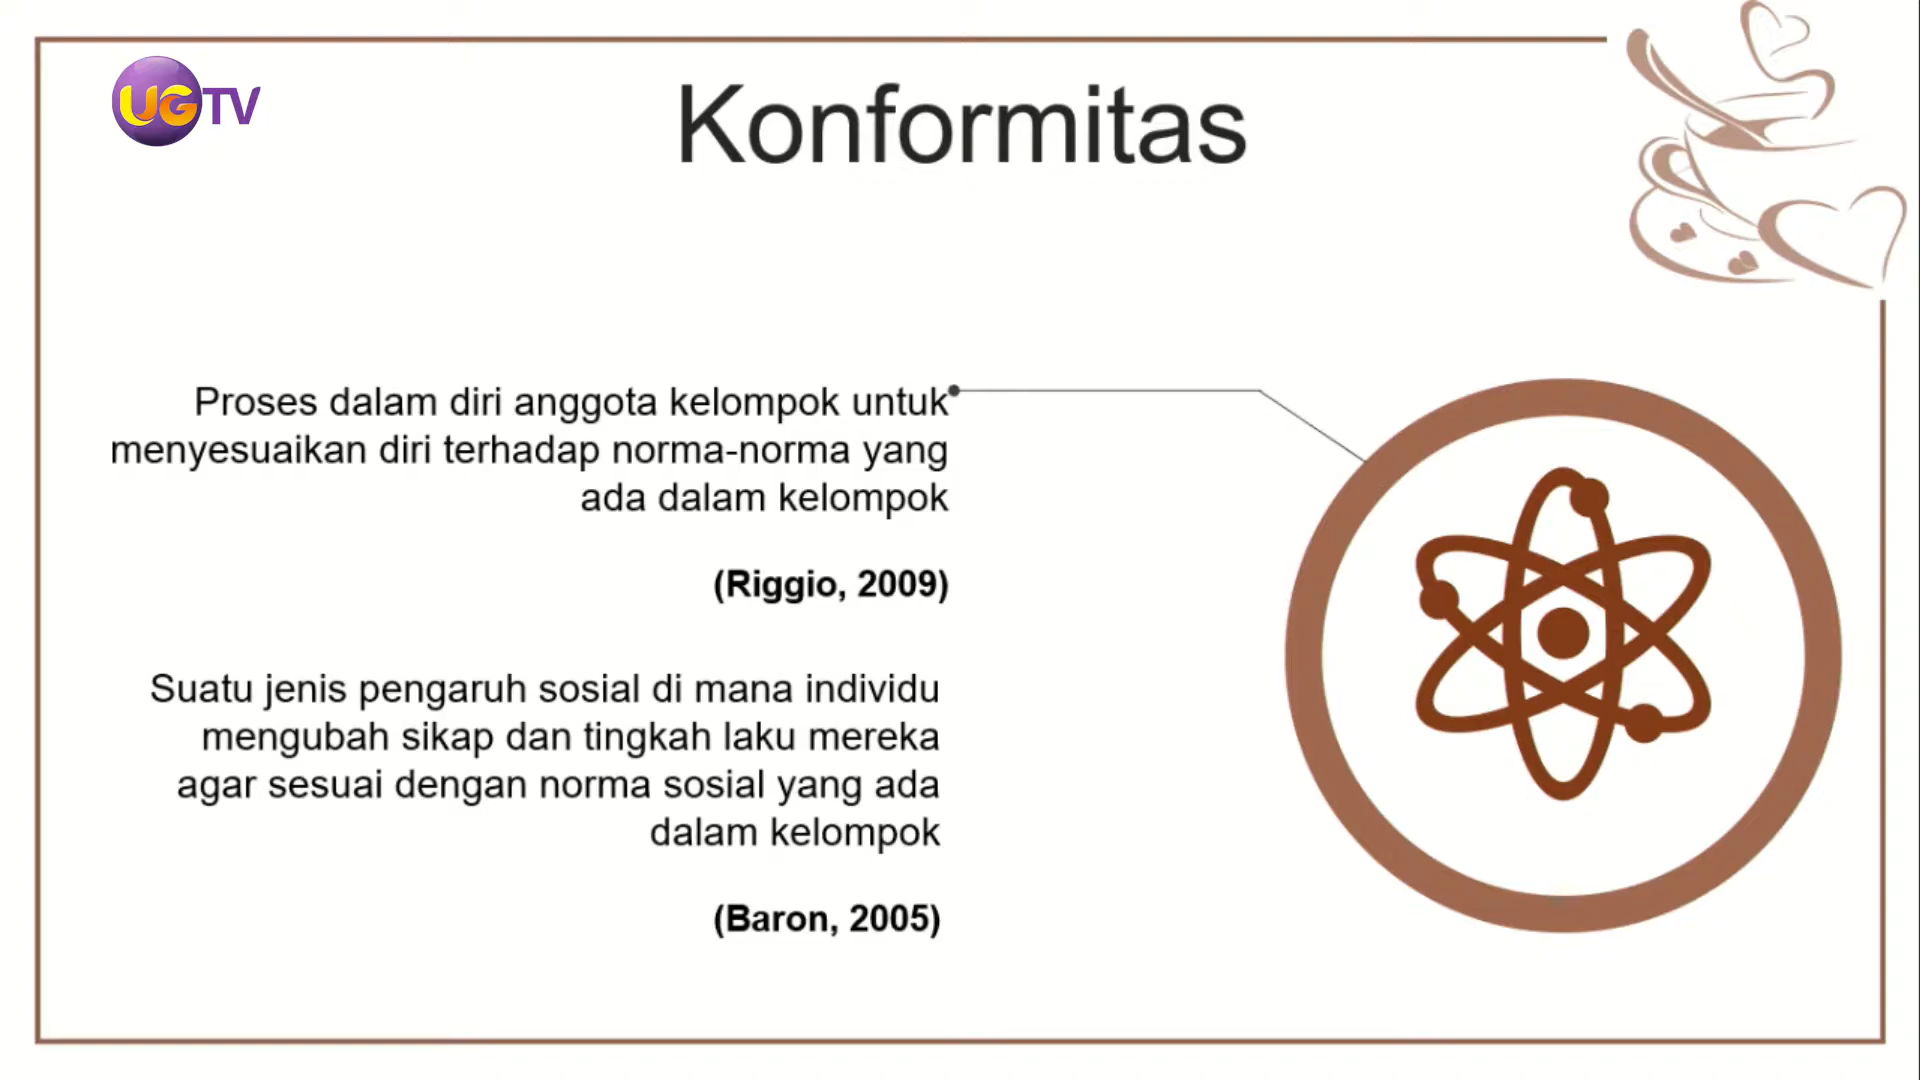 UGTV
Konformitas
Proses dalam diri anggota kelompok untuk
menyesuaikan diri terhadap norma-norma yang
ada dalam kelompok
(Riggio, 2009)
Suatu jenis pengaruh sosial di mana individu
mengubah sikap dan tingkah laku mereka
agar sesuai dengan norma sosial yang ada
dalam kelompok
(Baron, 2005)